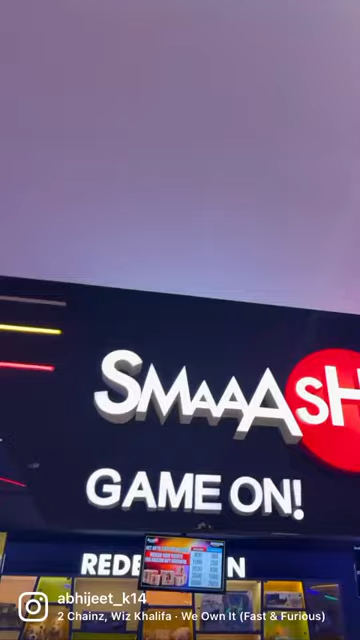 SMAAASH
GAME ON!
REDE N
abhijeet_k14
2 Chainz, Wiz Khalifa · We Own It (Fast & Furious)